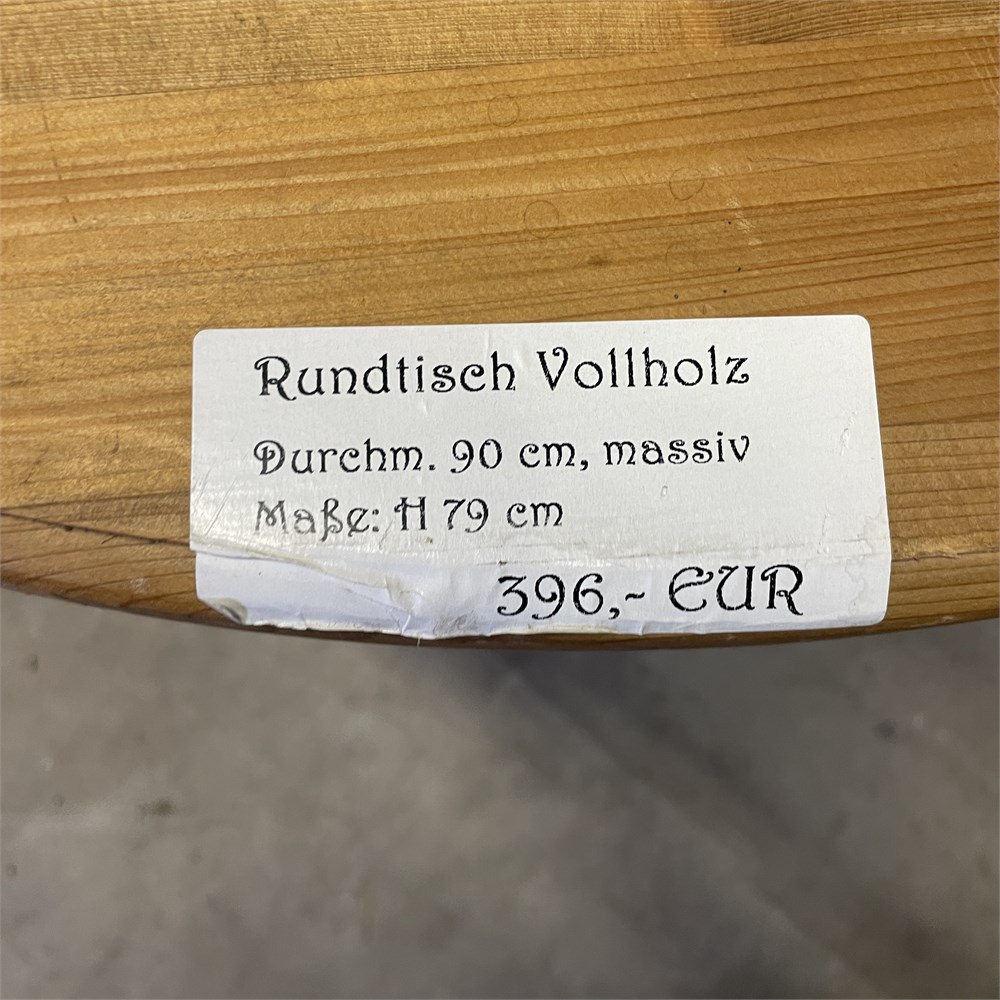 Rundtisch Vollholz
Durchm. 90 cm, massiv
Maße: H 79 cm
396,- EUR